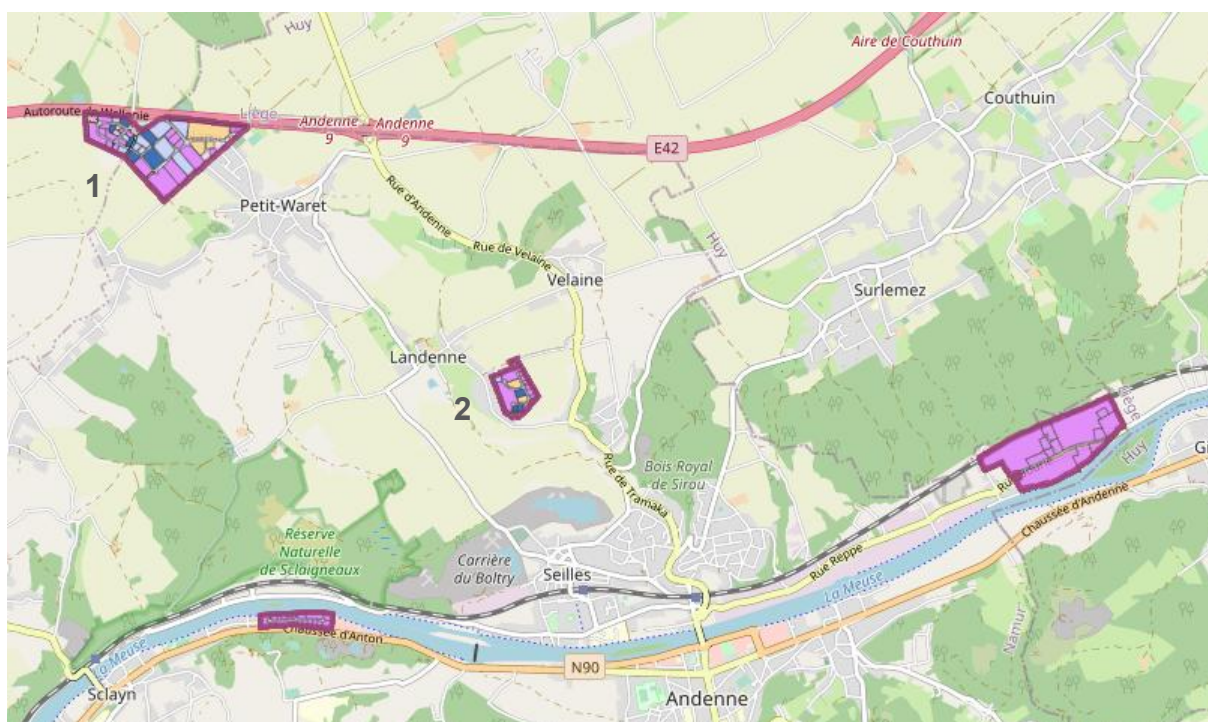 Huy
Aire de Couthuin
Couthuin
Autoroute de Wallonie
Liège
Andenne
9
Andenne
9
E42
1
Petit-Waret
Rue d'Andenne
Rue de Velaine
Huy
Velaine
Surlemez
Landenne
2
Liège
Rue de Tramaka
Bois Royal
de Sirou
Huy
Gi
Chaussée d'Andenne
Réserve
Naturelle
de Sclaigneaux
Carrière
du Boltry
Seilles
Rue Reppe
La Meuse
Chaussée d'Anton
La Meuse
N90
Namur
Sclayn
Andenne